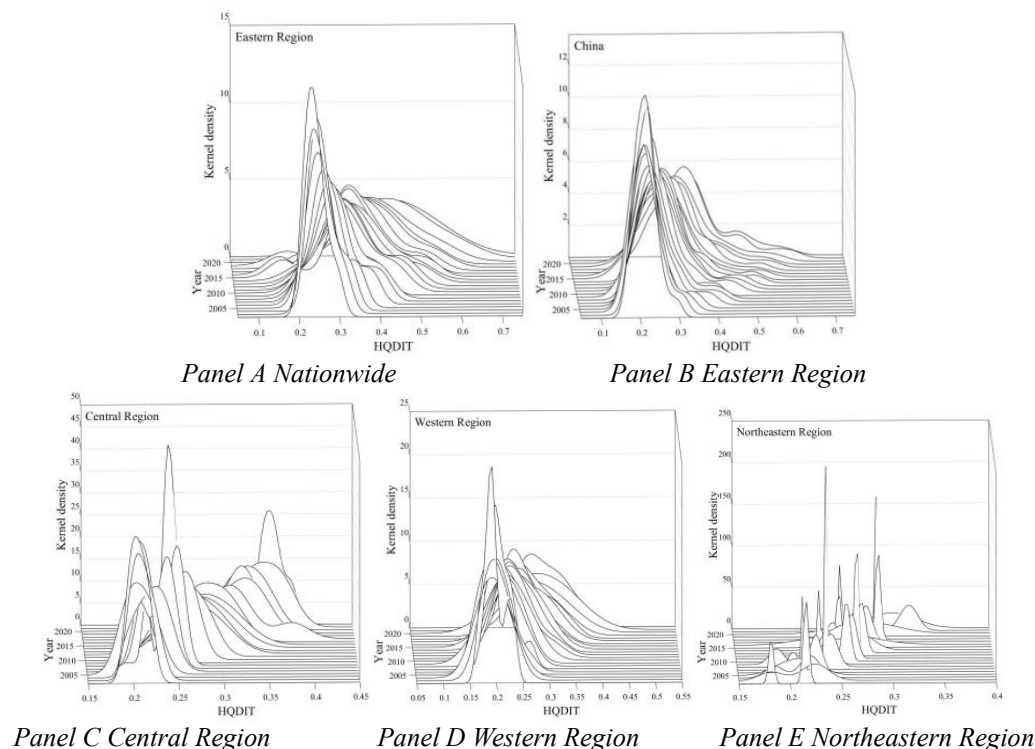 15
Eastern Region
10
5
0
Kernel density
2020
2015
2010
2005
Year
0.1 0.2 0.3 0.4 0.5 0.6 0.7
HQDIT
China
12
10
8
6
4
2
Kernel density
2020
2015
2010
2005
Year
0.1 0.2 0.3 0.4 0.5 0.6 0.7
HQDIT
Panel A Nationwide
Panel B Eastern Region
50
Central Region
45
40
35
30
25
20
15
10
5
0
Kernel density
2020
2015
2010
2005
Year
0.15 0.2 0.25 0.3 0.35 0.4 0.45
HQDIT
25
Western Region
20
15
10
5
0
Kernel density
2020
2015
2010
2005
Year
0.05 0.1 0.15 0.2 0.25 0.3 0.35 0.4 0.45 0.5 0.55
HQDIT
250
Northeastern Region
200
150
100
50
0
Kernel density
2020
2015
2010
2005
Year
0.15 0.2 0.25 0.3 0.35 0.4
HQDIT
Panel C Central Region
Panel D Western Region
Panel E Northeastern Region